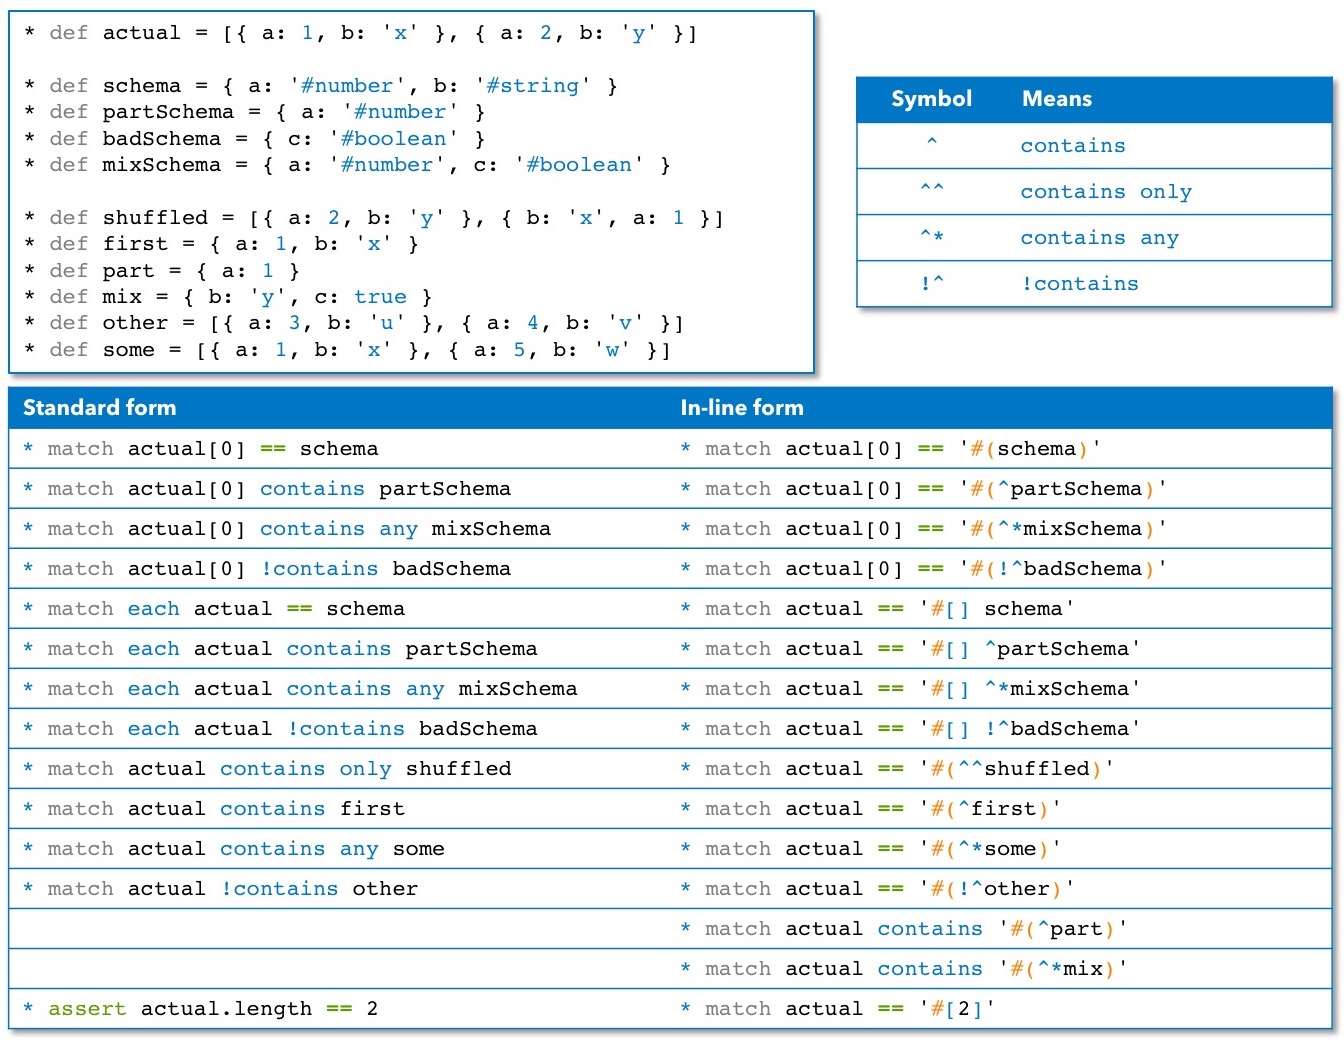 * def actual = [{ a: 1, b: 'x' }, { a: 2, b: 'y' }]
* def schema = { a: '#number', b: '#string' }
* def partSchema = { a: '#number' }
* def badSchema = { c: '#boolean' }
* def mixSchema = { a: '#number', c: '#boolean' }
* def shuffled = [{ a: 2, b: 'y' }, { b: 'x', a: 1 }]
* def first = { a: 1, b: 'x' }
* def part = { a: 1 }
* def mix = { b: 'y', c: true }
* def other = [{ a: 3, b: 'u' }, { a: 4, b: 'v' }]
* def some = [{ a: 1, b: 'x' }, { a: 5, b: 'w' }]
Symbol Means
^ contains
^^ contains only
^* contains any
!^ !contains
Standard form In-line form
* match actual[0] == schema * match actual[0] == '#(schema)'
* match actual[0] contains partSchema * match actual[0] == '#(^partSchema)'
* match actual[0] contains any mixSchema * match actual[0] == '#(^*mixSchema)'
* match actual[0] !contains badSchema * match actual[0] == '#(!^badSchema)'
* match each actual == schema * match actual == '#[] schema'
* match each actual contains partSchema * match actual == '#[] ^partSchema'
* match each actual contains any mixSchema * match actual == '#[] ^*mixSchema'
* match each actual !contains badSchema * match actual == '#[] !^badSchema'
* match actual contains only shuffled * match actual == '#(^^shuffled)'
* match actual contains first * match actual == '#(^first)'
* match actual contains any some * match actual == '#(^*some)'
* match actual !contains other * match actual == '#(!^other)'
* match actual contains '#(^part)'
* match actual contains '#(^*mix)'
* assert actual.length == 2 * match actual == '#[2]'